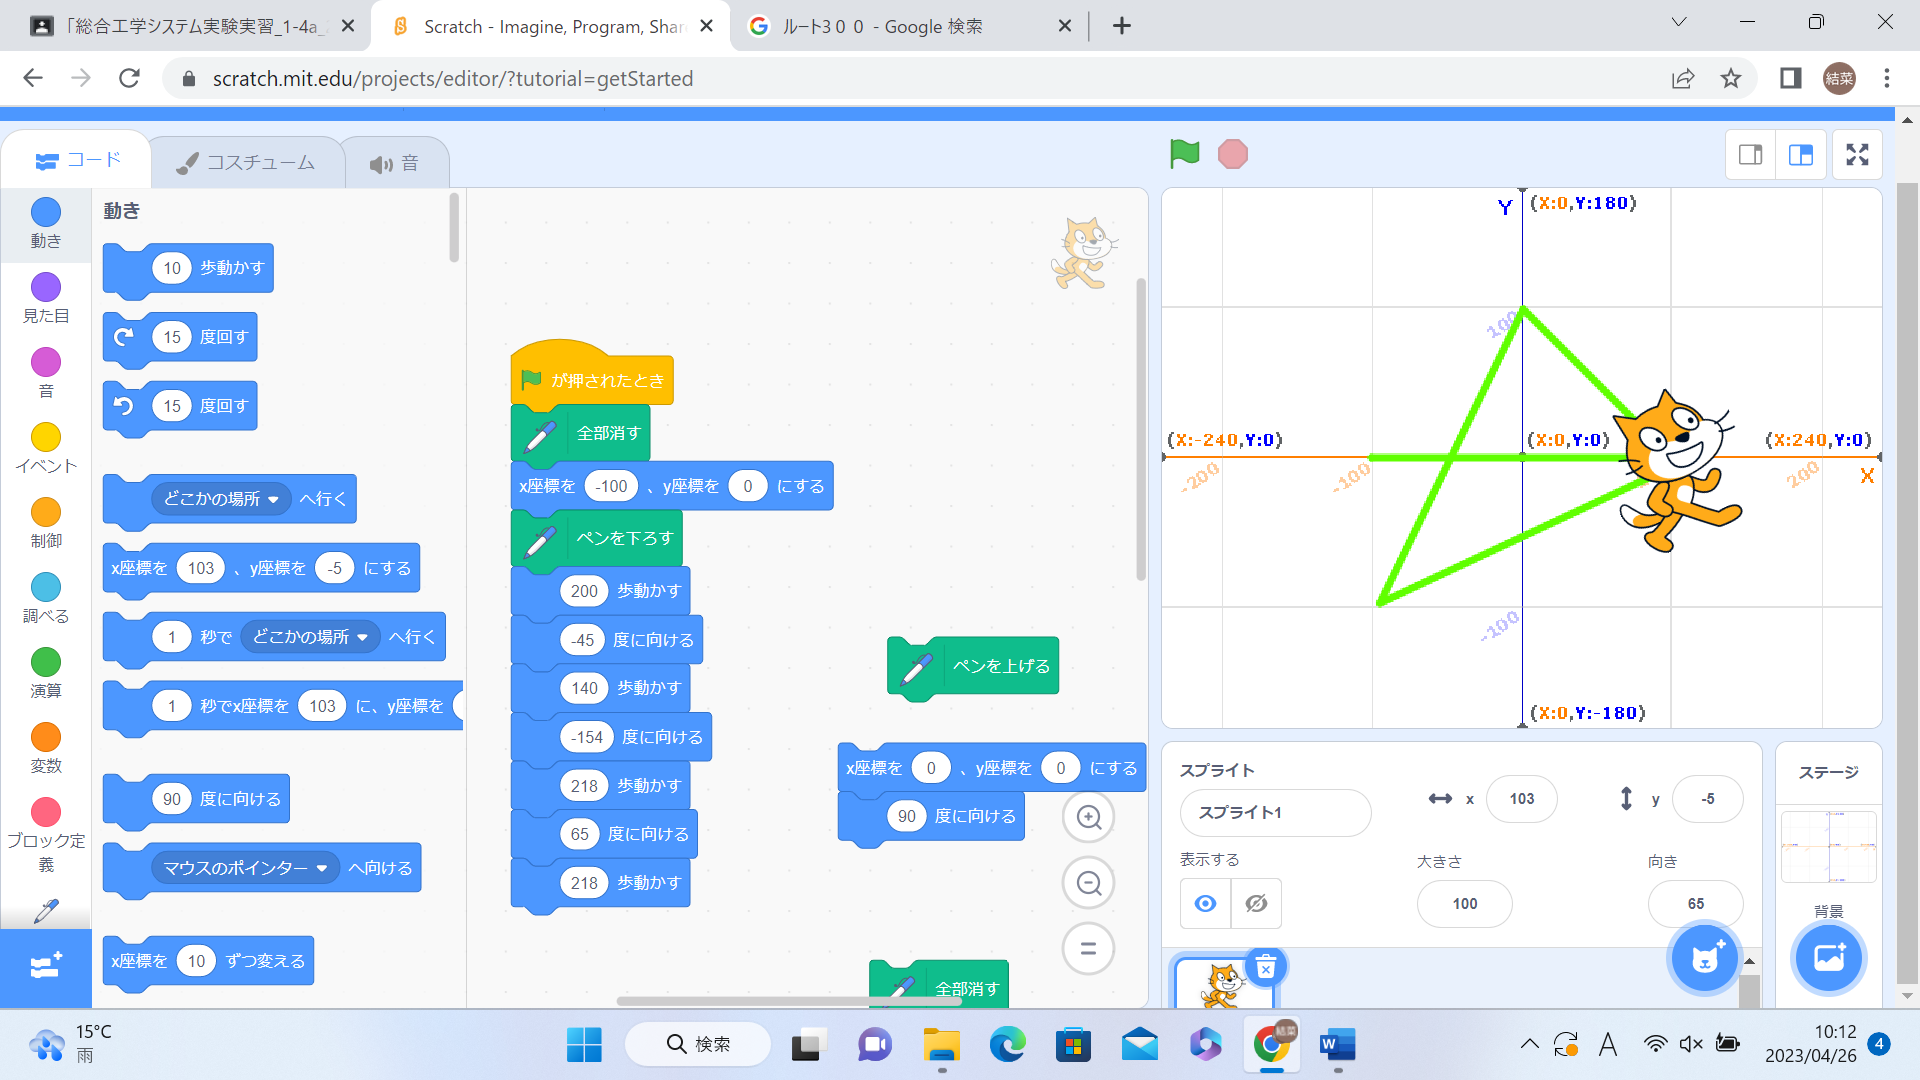 「総合工学システム実験実習_1-4a_
Scratch - Imagine, Program, Shar
ルート3００ - Google 検索
scratch.mit.edu/projects/editor/?tutorial=getStarted
結菜
コード
コスチューム
音
動き
見た目
音
イベント
制御
調べる
演算
変数
ブロック定
義
動き
10 歩動かす
15 度回す
15 度回す
どこかの場所 へ行く
x座標を 103 、y座標を -5 にする
1 秒で どこかの場所 へ行く
1 秒でx座標を 103 に、y座標を
90 度に向ける
マウスのポインター へ向ける
x座標を 10 ずつ変える
が押されたとき
全部消す
x座標を -100 、y座標を 0 にする
ペンを下ろす
200 歩動かす
-45 度に向ける
140 歩動かす
-154 度に向ける
218 歩動かす
65 度に向ける
218 歩動かす
ペンを上げる
x座標を 0 、y座標を 0 にする
90 度に向ける
全部消す
Y (X:0,Y:180)
100
(X:-240,Y:0) (X:0,Y:0) (X:240,Y:0)
-200 -100 200 X
-100
(X:0,Y:-180)
スプライト
スプライト1
x 103
y -5
表示する
大きさ
向き
100
65
ステージ
背景
15°C
雨
検索
結菜
A
10:12
2023/04/26
4